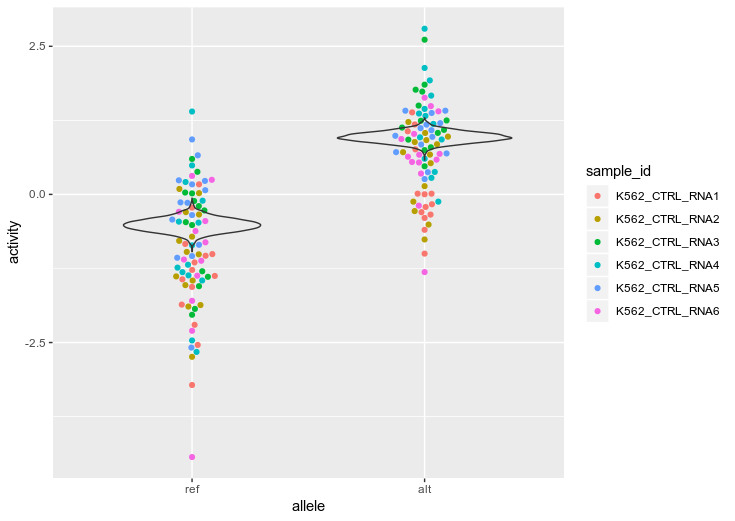 activity
2.5
0.0
-2.5
ref
alt
allele
sample_id
K562_CTRL_RNA1
K562_CTRL_RNA2
K562_CTRL_RNA3
K562_CTRL_RNA4
K562_CTRL_RNA5
K562_CTRL_RNA6